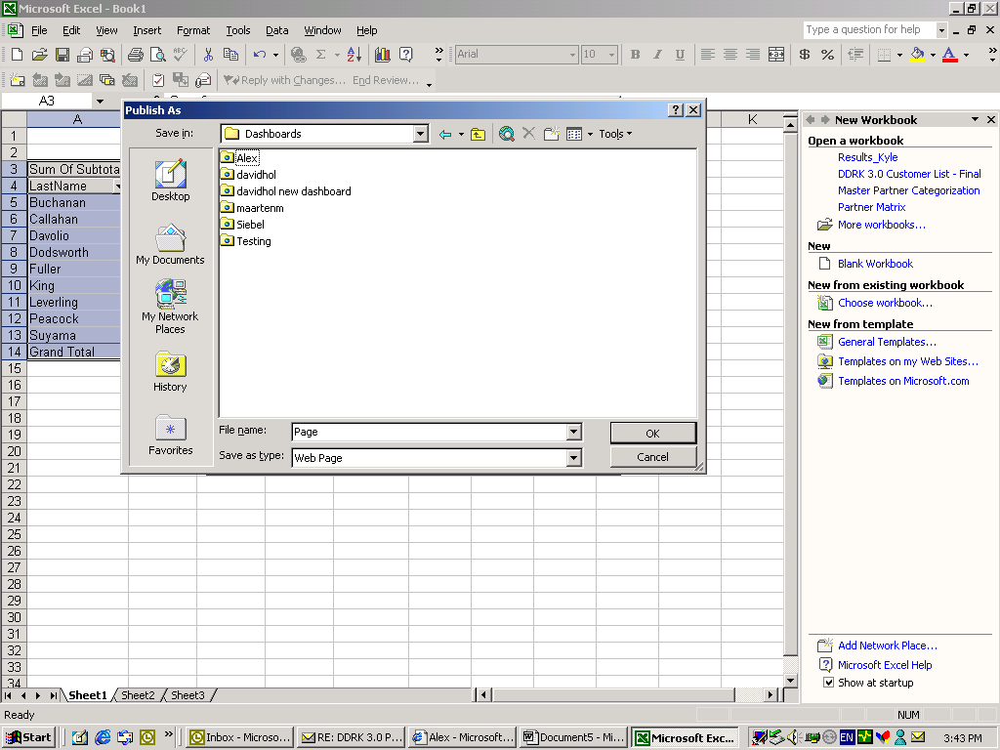 Microsoft Excel - Book1
File Edit View Insert Format Tools Data Window Help
Type a question for help
Arial 10 B I U $ %
Reply with Changes... End Review...
A3
Publish As
Save in: Dashboards Tools
Desktop
My Documents
My Network
Places
History
Favorites
Alex
davidhol
davidhol new dashboard
maartenm
Siebel
Testing
File name: Page OK
Save as type: Web Page Cancel
A K
1
2
3 Sum Of Subtota
4 LastName
5 Buchanan
6 Callahan
7 Davolio
8 Dodsworth
9 Fuller
10 King
11 Leverling
12 Peacock
13 Suyama
14 Grand Total
15
16
17
18
19
20
21
22
23
24
25
26
27
28
29
30
31
32
33
34
New Workbook
Open a workbook
Results_Kyle
DDRK 3.0 Customer List - Final
Master Partner Categorization
Partner Matrix
More workbooks...
New
Blank Workbook
New from existing workbook
Choose workbook...
New from template
General Templates...
Templates on my Web Sites...
Templates on Microsoft.com
Add Network Place...
Microsoft Excel Help
Show at startup
Sheet1 Sheet2 Sheet3
Ready NUM
Start Inbox - Microso... RE: DDRK 3.0 P... Alex - Microsoft... Document5 - Mi... Microsoft Exc... EN 3:43 PM